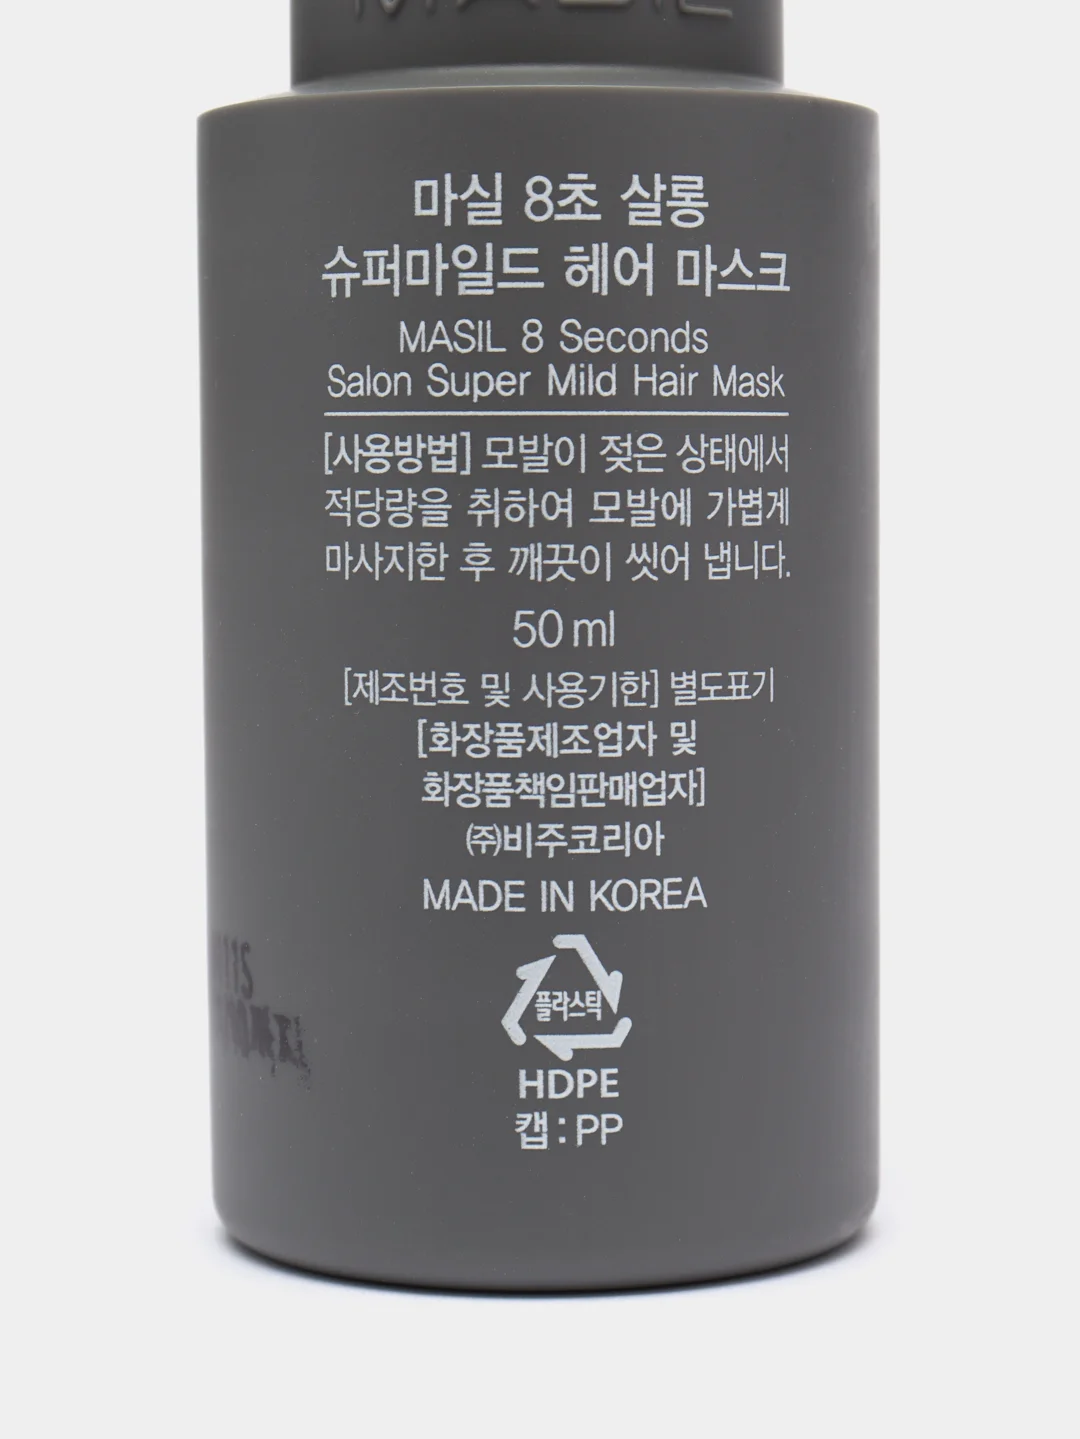 MASIL
마실 8초 살롱
슈퍼마일드 헤어 마스크
MASIL 8 Seconds
Salon Super Mild Hair Mask
[사용방법] 모발이 젖은 상태에서
적당량을 취하여 모발에 가볍게
마사지한 후 깨끗이 씻어 냅니다.
50ml
[제조번호 및 사용기한] 별도표기
[화장품제조업자 및
화장품책임판매업자]
㈜비주코리아
MADE IN KOREA
플라스틱
HDPE
캡:PP